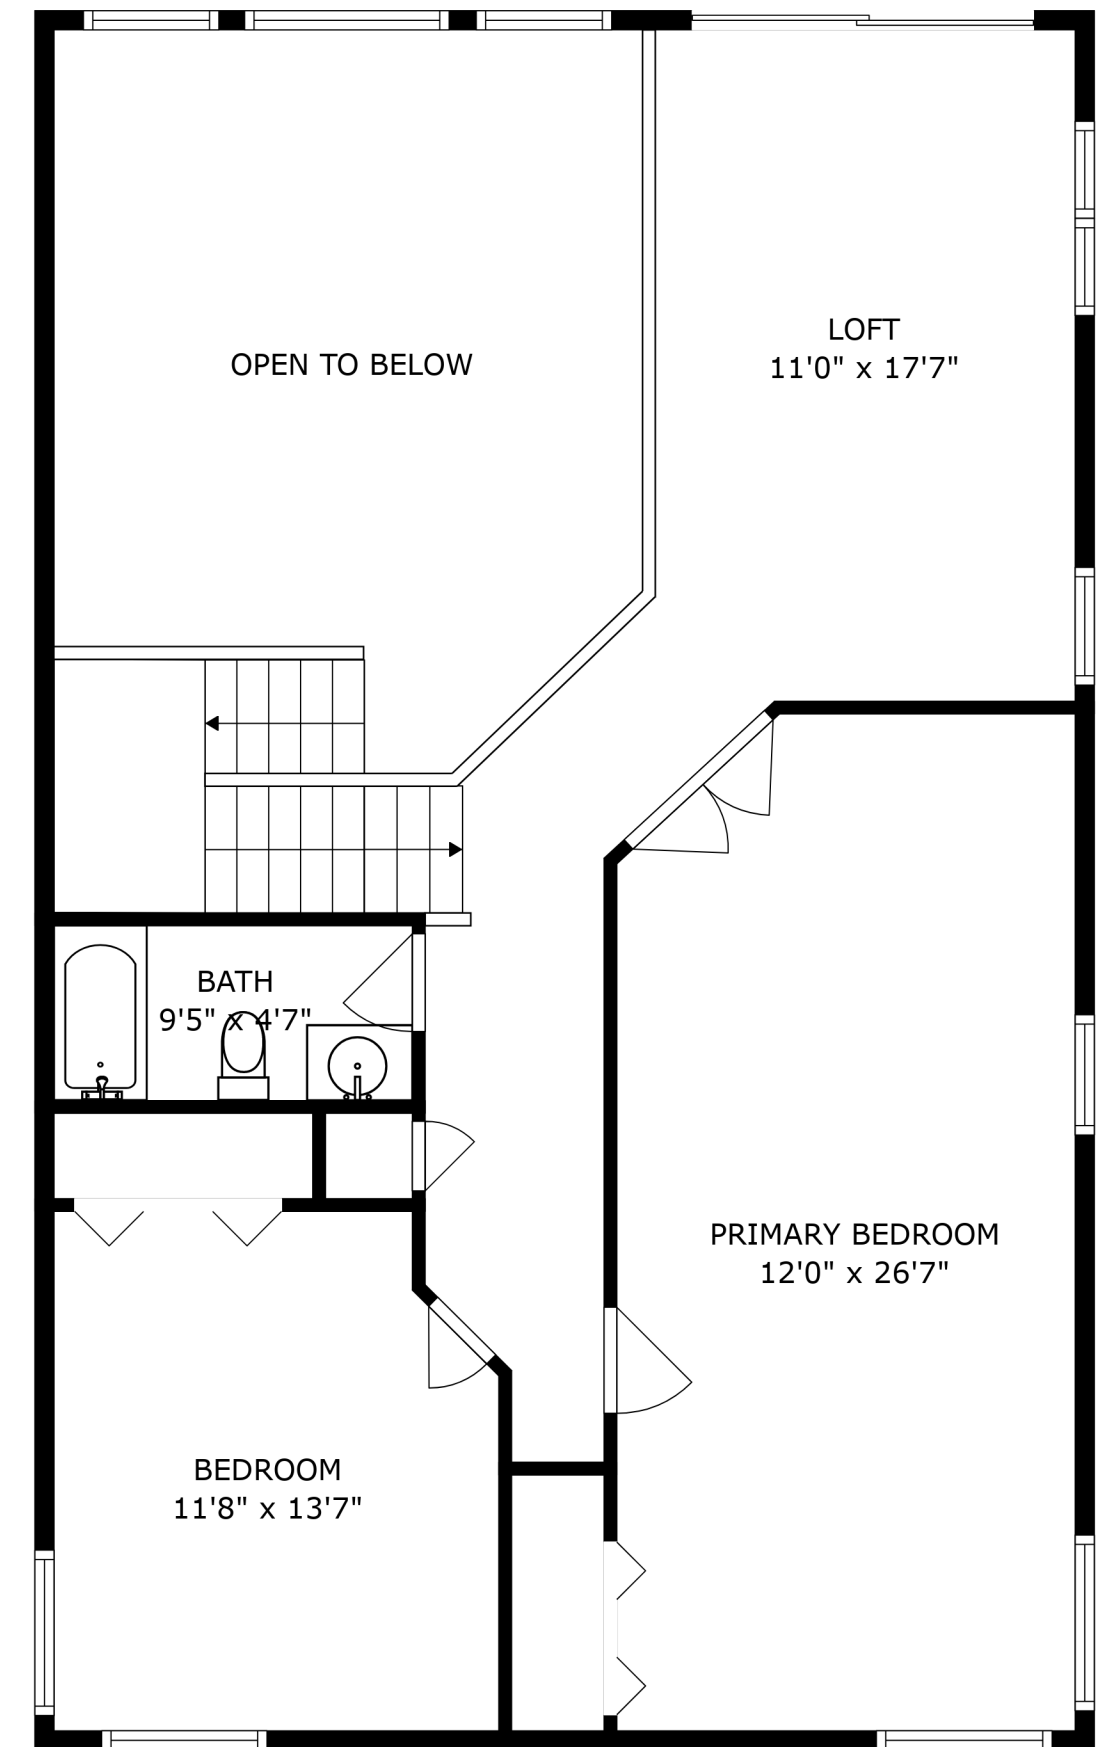 OPEN TO BELOW
LOFT
11'0" x 17'7"
BATH
9'5" x 4'7"
PRIMARY BEDROOM
12'0" x 26'7"
BEDROOM
11'8" x 13'7"